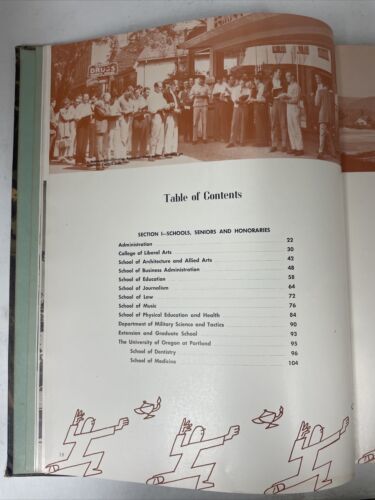 DRUGS
Table of Contents
SECTION I—SCHOOLS, SENIORS AND HONORARIES
Administration 22
College of Liberal Arts 30
School of Architecture and Allied Arts 42
School of Business Administration 48
School of Education 58
School of Journalism 64
School of Law 72
School of Music 76
School of Physical Education and Health 84
Department of Military Science and Tactics 90
Extension and Graduate School 93
The University of Oregon at Portland 95
School of Dentistry 96
School of Medicine 104